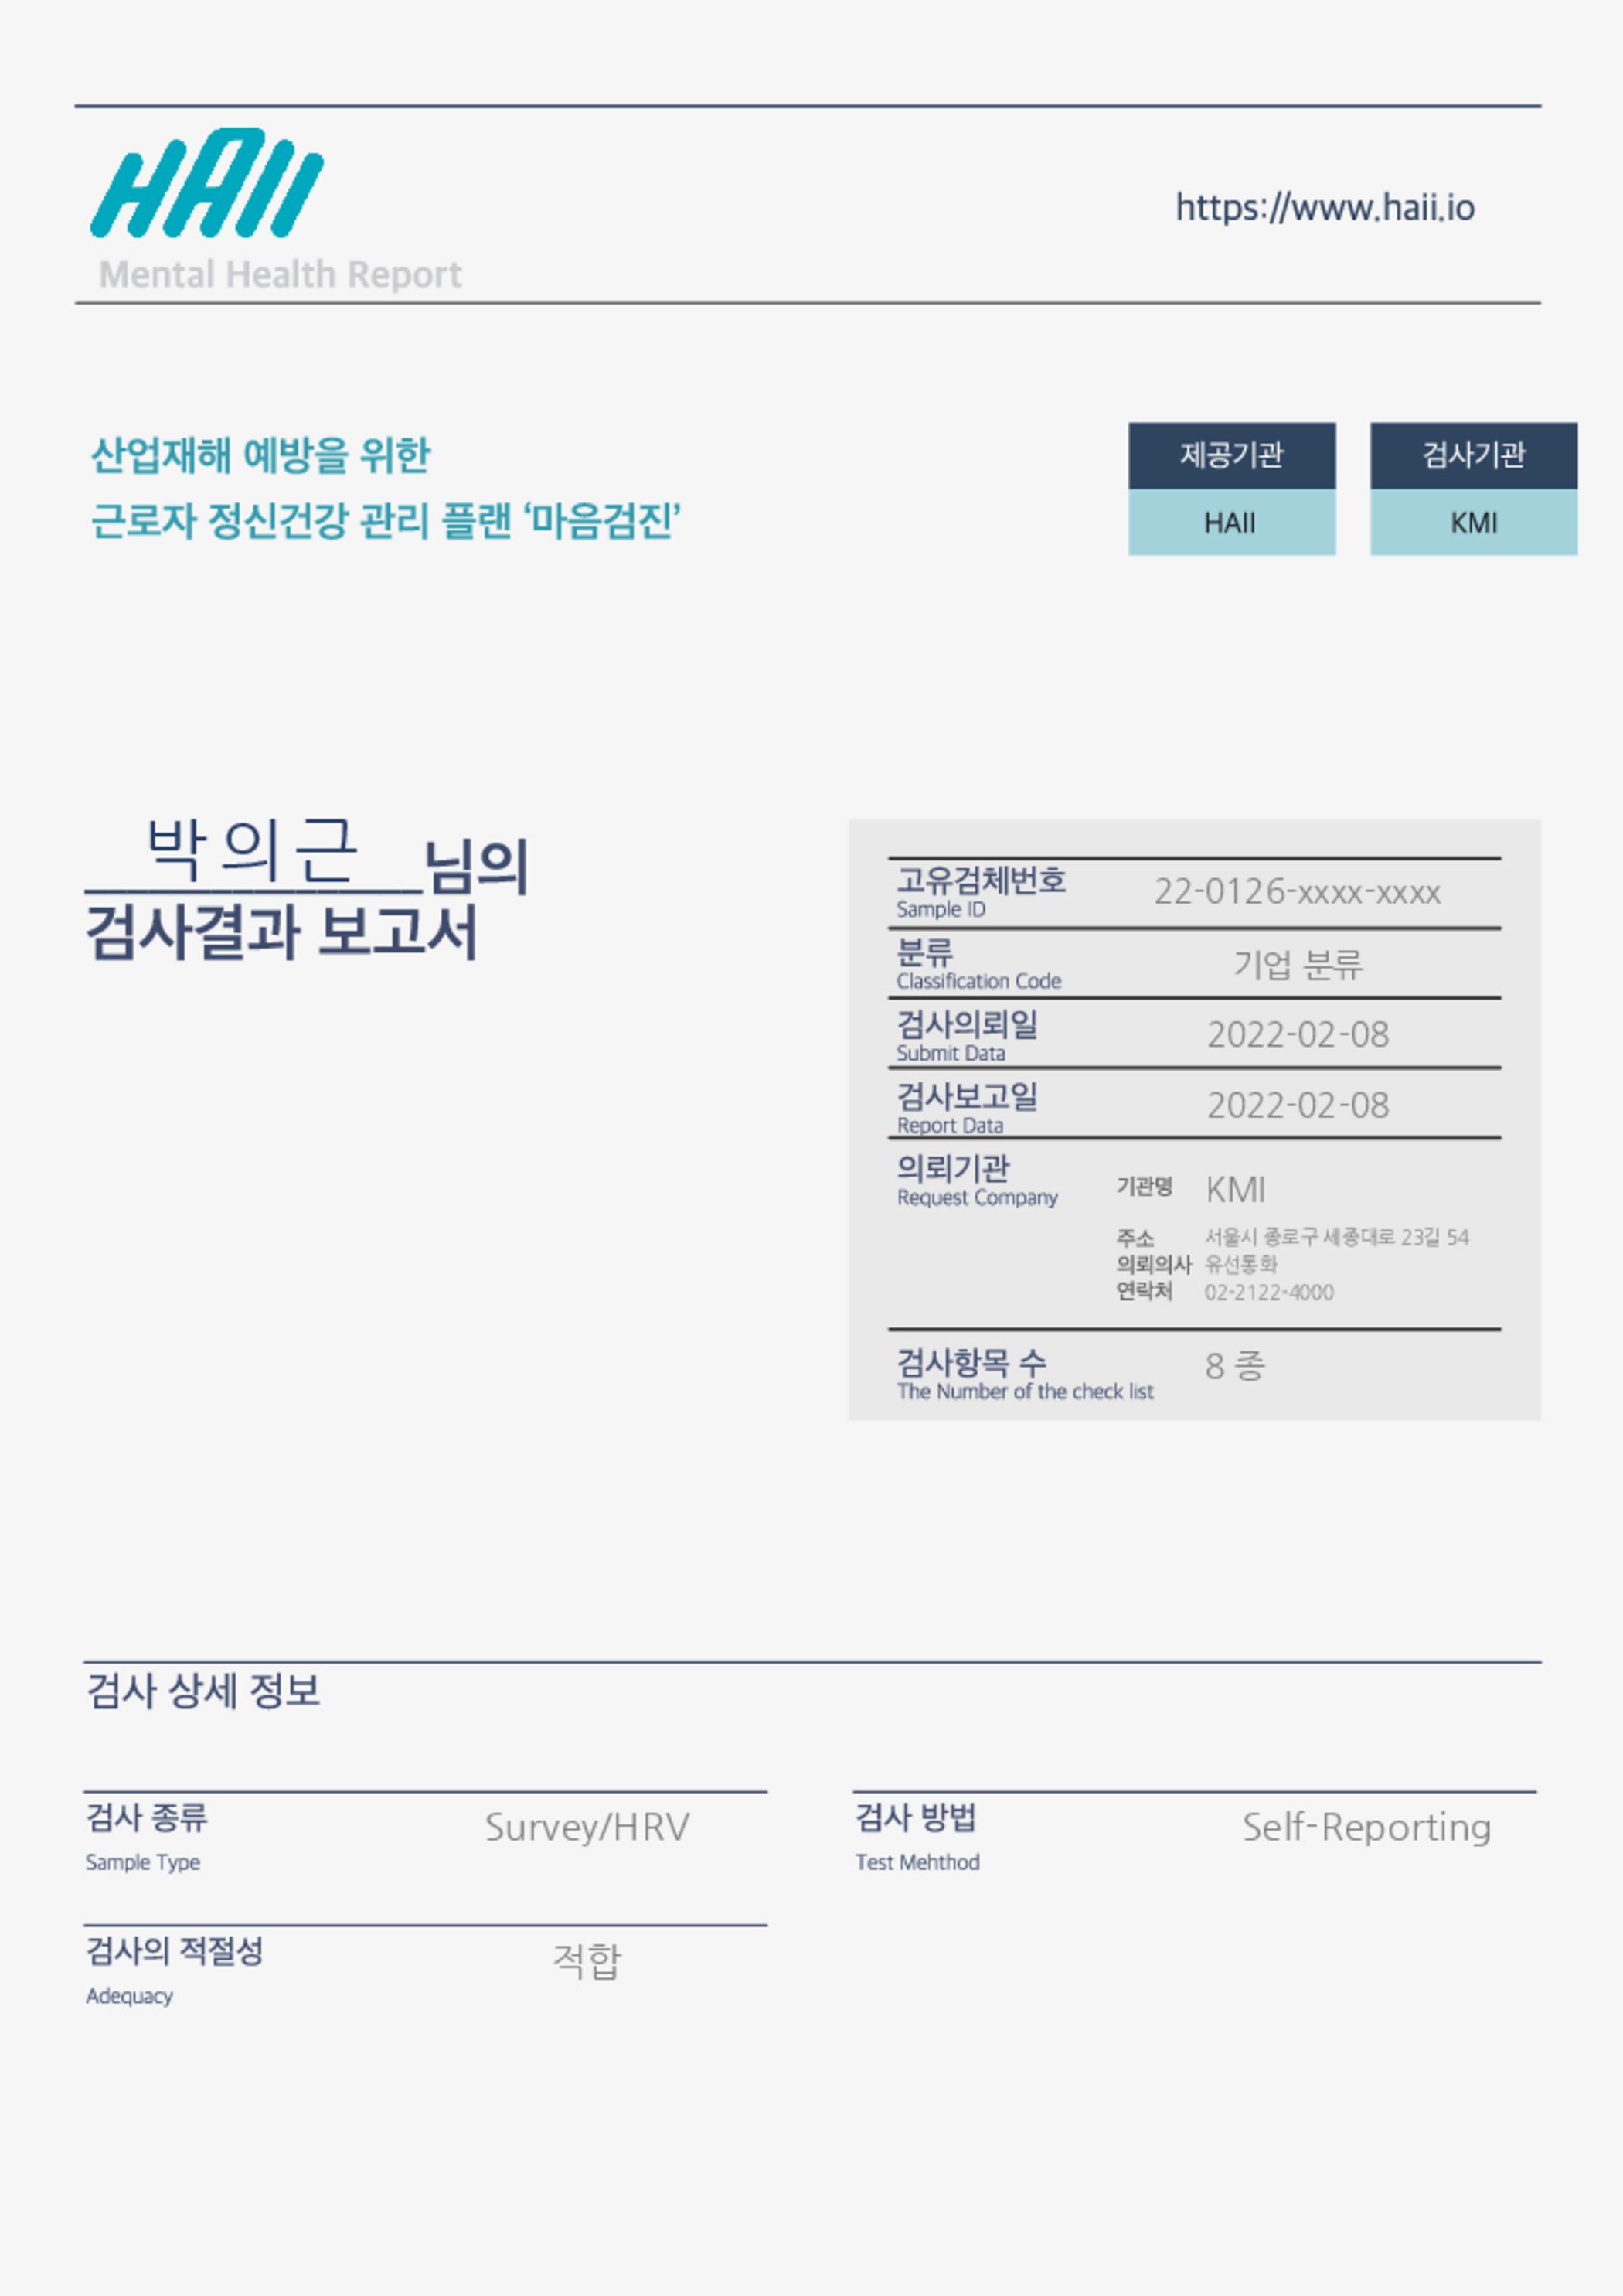 HAII
https://www.haii.io
Mental Health Report
산업재해 예방을 위한
근로자 정신건강 관리 플랜 ‘마음검진’
제공기관
HAII
검사기관
KMI
박의근 님의
검사결과 보고서
고유검체번호 22-0126-xxxx-xxxx
Sample ID
분류 기업 분류
Classification Code
검사의뢰일 2022-02-08
Submit Data
검사보고일 2022-02-08
Report Data
의뢰기관 기관명 KMI
Request Company
주소 서울시 종로구 세종대로 23길 54
의뢰의사 유선통화
연락처 02-2122-4000
검사항목 수 8 종
The Number of the check list
검사 상세 정보
검사 종류 Survey/HRV
Sample Type
검사 방법 Self-Reporting
Test Mehthod
검사의 적절성 적합
Adequacy